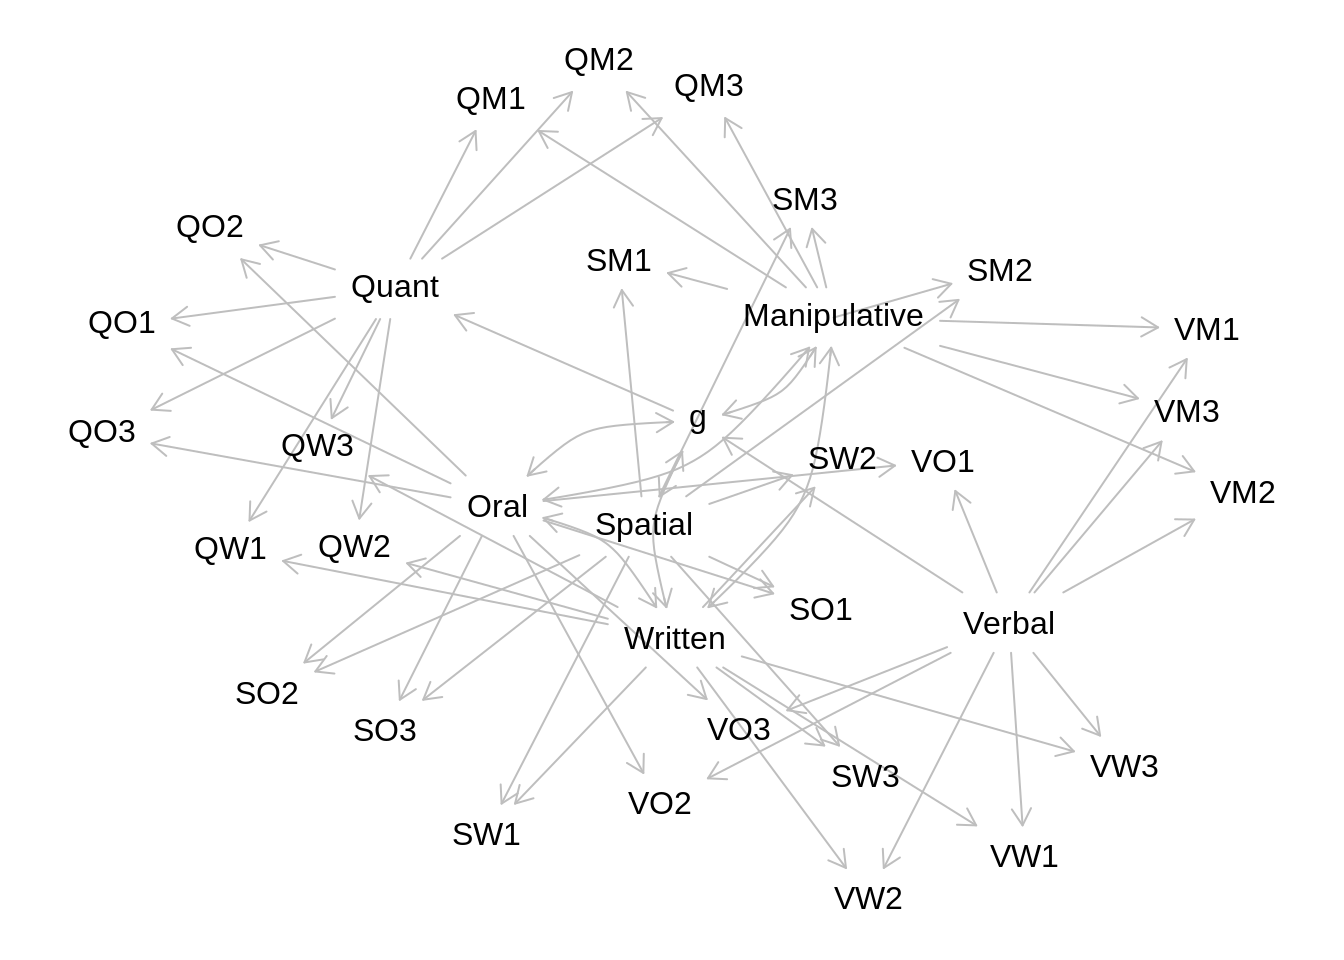 QM2
QM3
QM1
SM3
QO2
SM1
SM2
Quant
Manipulative
QO1
VM1
VM3
g
QO3
QW3
SW2
VO1
VM2
Oral
Spatial
QW1
QW2
SO1
Verbal
Written
SO2
SO3
VO3
VW3
SW3
VO2
SW1
VW1
VW2